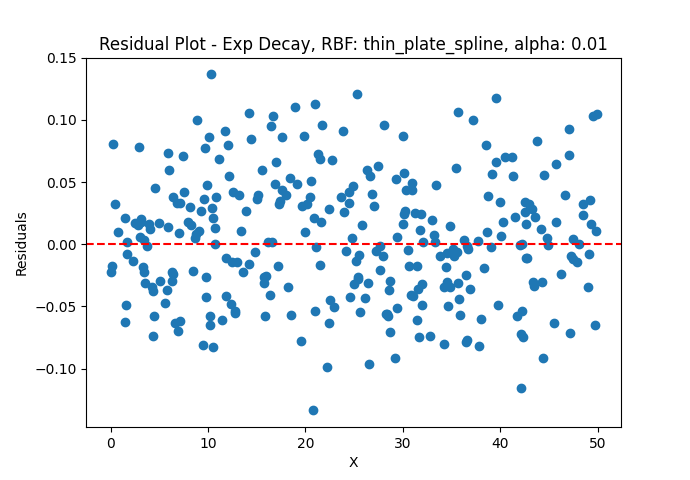 Residual Plot - Exp Decay, RBF: thin_plate_spline, alpha: 0.01
0.15
0.10
0.05
0.00
−0.05
−0.10
Residuals
0 10 20 30 40 50
X